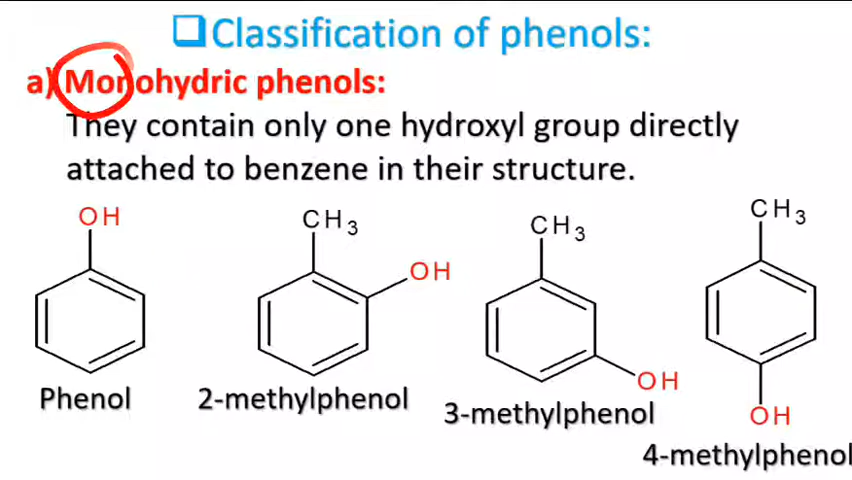 ❑Classification of phenols:
a) Monohydric phenols:
They contain only one hydroxyl group directly
attached to benzene in their structure.
OH
CH3
OH
CH3
OH
CH3
OH
Phenol
2-methylphenol
3-methylphenol
4-methylphenol